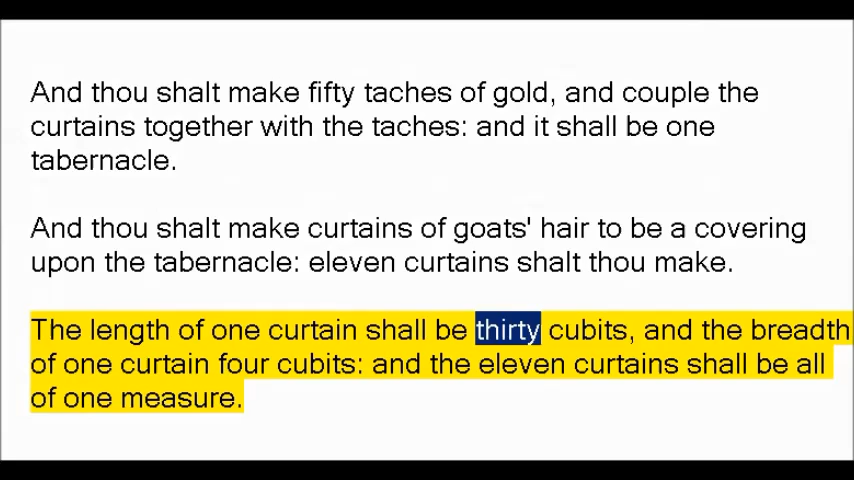 And thou shalt make fifty taches of gold, and couple the
curtains together with the taches: and it shall be one
tabernacle.
And thou shalt make curtains of goats' hair to be a covering
upon the tabernacle: eleven curtains shalt thou make.
The length of one curtain shall be thirty cubits, and the breadth
of one curtain four cubits: and the eleven curtains shall be all
of one measure.